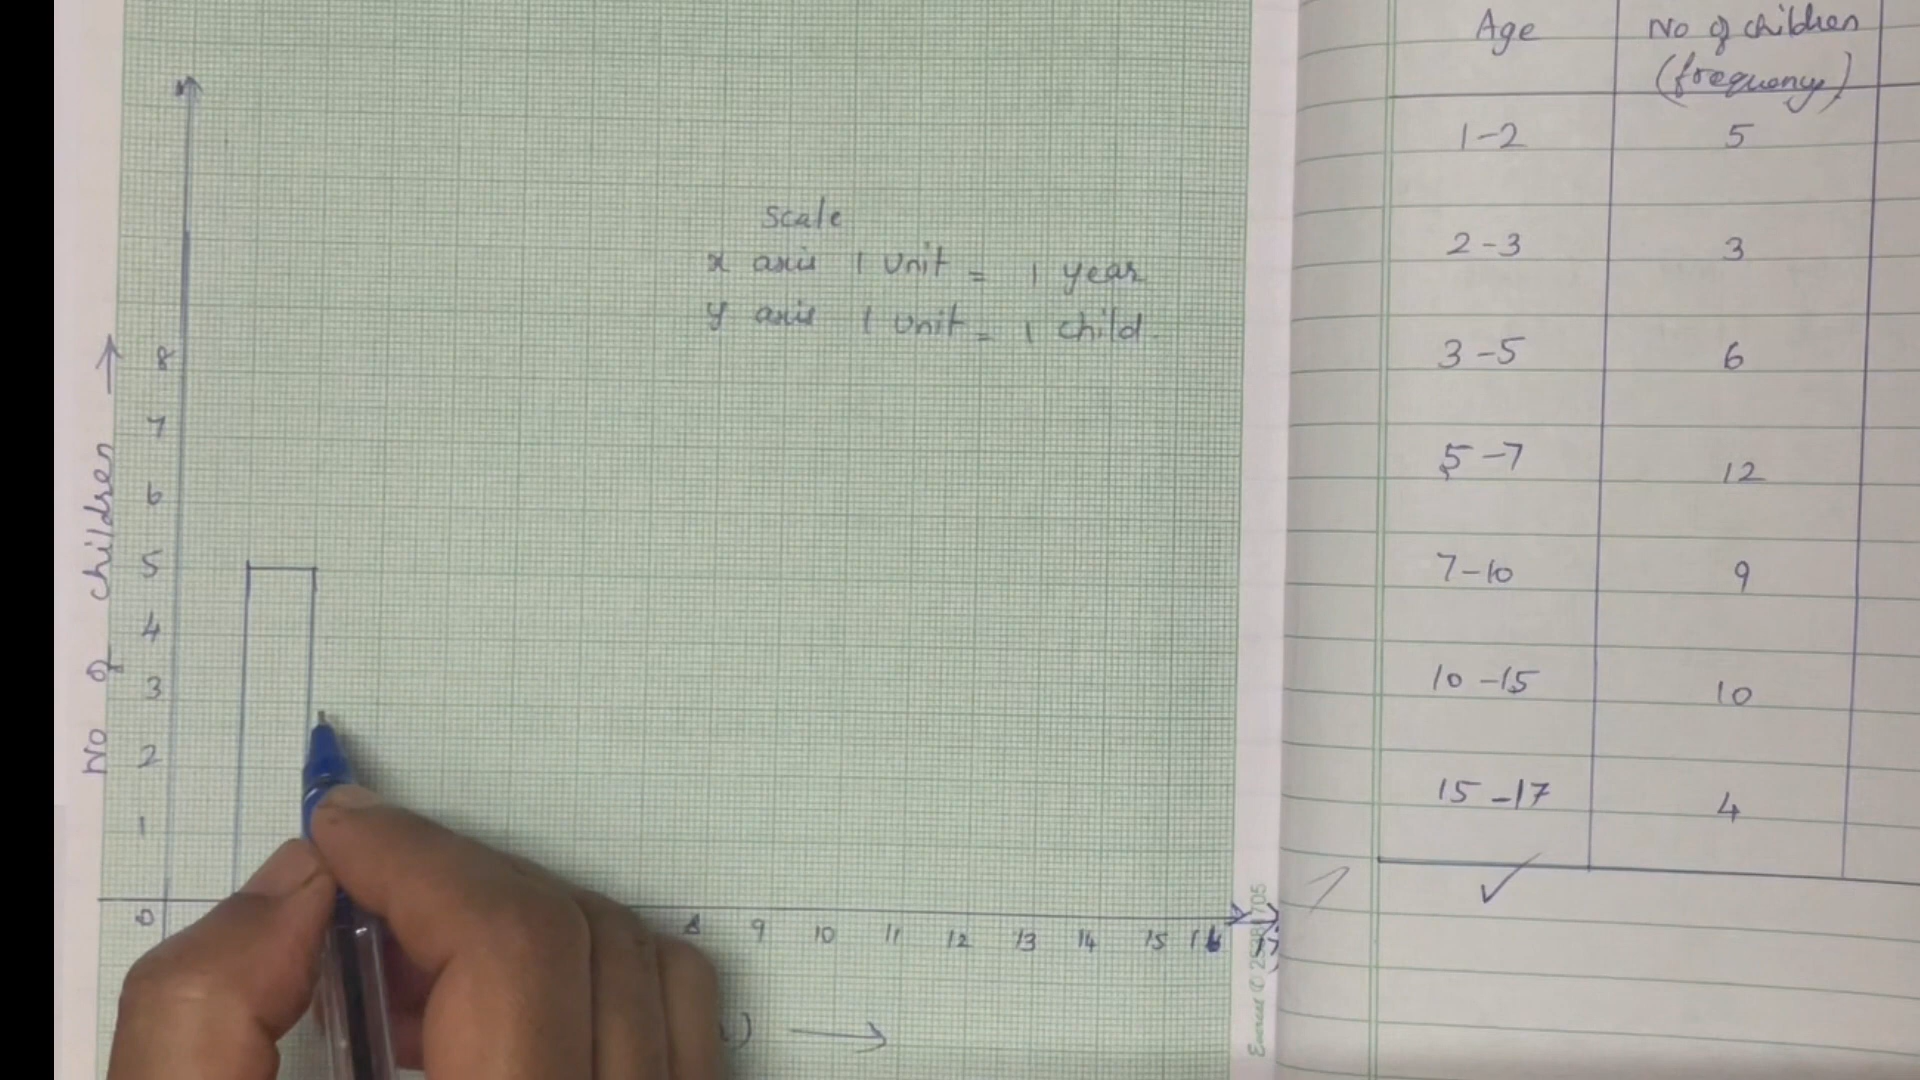 scale
x axis 1 unit = 1 year
y axis 1 unit = 1 child.
No of children →
8
7
6
5
4
3
2
1
0
8 9 10 11 12 13 14 15 16 17
Age | No of children
(frequency)
1-2 | 5
2-3 | 3
3-5 | 6
5-7 | 12
7-10 | 9
10-15 | 10
15-17 | 4